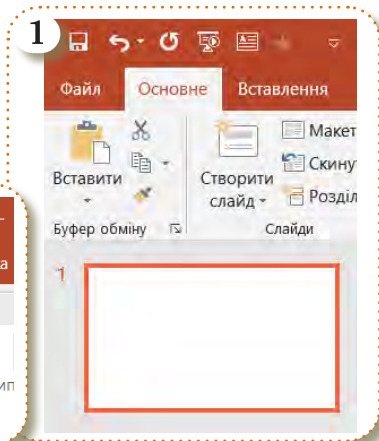 1
Файл Основне Вставлення
Вставити
Створити слайд
Макет
Скину
Розділ
Буфер обміну
Слайди
1